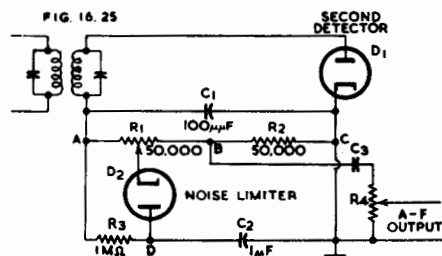 FIG. 16.25
SECOND
DETECTOR
D1
C1
100μμF
A
R1
R2
C
50,000
B
50,000
C3
D2
NOISE LIMITER
R4
A-F
OUTPUT
R3
C2
1MΩ
D
1μF